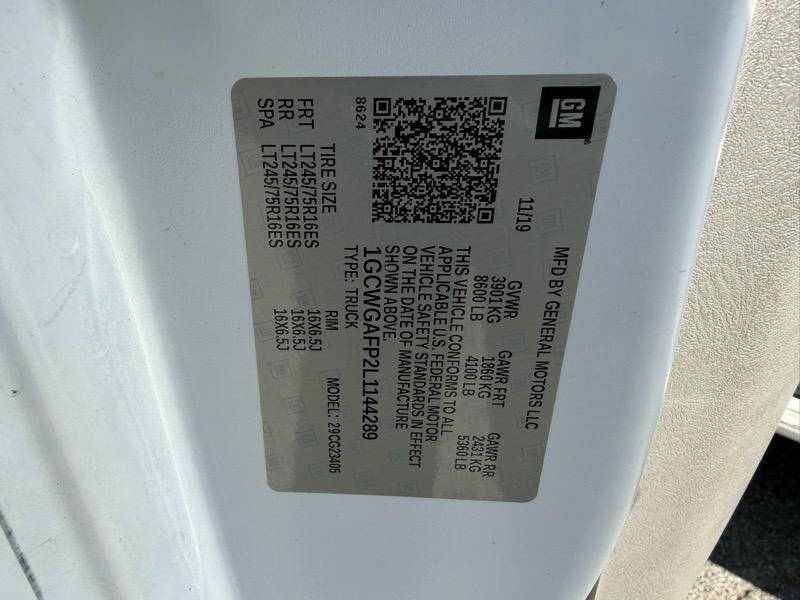 GM
MFD BY GENERAL MOTORS LLC
11/19
GVWR GAWR FRT GAWR RR
3901 KG 1860 KG 2431 KG
8600 LB 4100 LB 5360 LB
THIS VEHICLE CONFORMS TO ALL
APPLICABLE U.S. FEDERAL MOTOR
VEHICLE SAFETY STANDARDS IN EFFECT
ON THE DATE OF MANUFACTURE
SHOWN ABOVE.
1GCWGAFP2L1144289
TYPE: TRUCK MODEL: 29CG23405
8624
TIRE SIZE RIM
FRT LT245/75R16ES 16X6.5J
RR LT245/75R16ES 16X6.5J
SPA LT245/75R16ES 16X6.5J